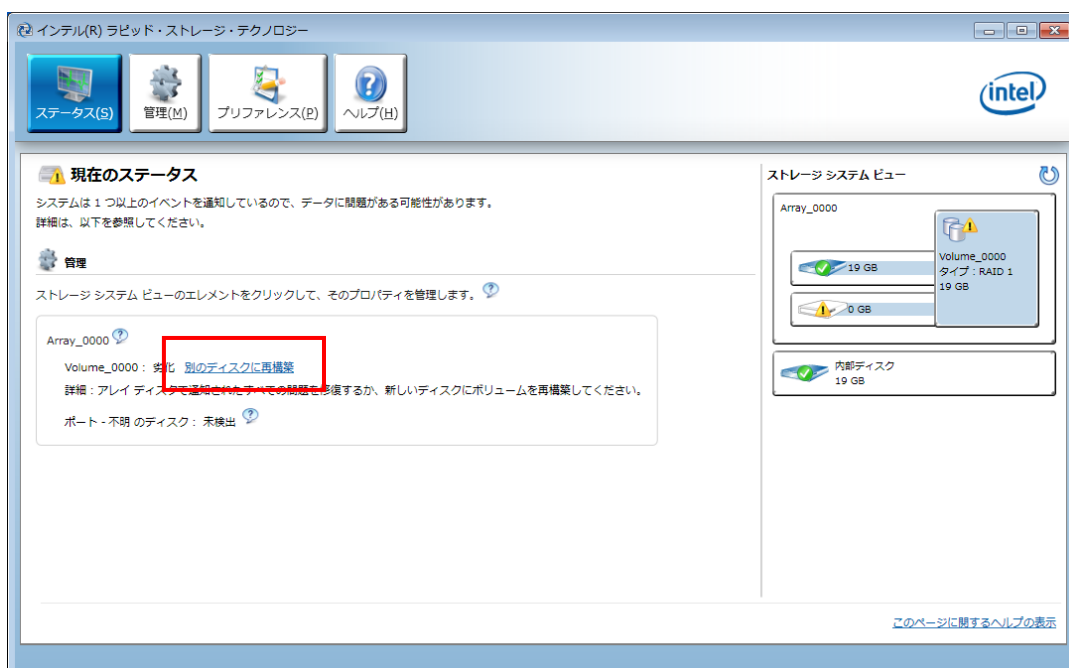 インテル(R) ラピッド・ストレージ・テクノロジー
ステータス(S)
管理(M)
プリファレンス(P)
ヘルプ(H)
intel
現在のステータス
システムは 1 つ以上のイベントを通知しているので、データに問題がある可能性があります。
詳細は、以下を参照してください。
管理
ストレージ システム ビューのエレメントをクリックして、そのプロパティを管理します。
Array_0000
Volume_0000： 劣化 別のディスクに再構築
詳細：アレイ ディスクで通知されたすべての問題を修復するか、新しいディスクにボリュームを再構築してください。
ポート - 不明 のディスク： 未検出
ストレージ システム ビュー
Array_0000
19 GB
0 GB
Volume_0000
タイプ：RAID 1
19 GB
内部ディスク
19 GB
このページに関するヘルプの表示